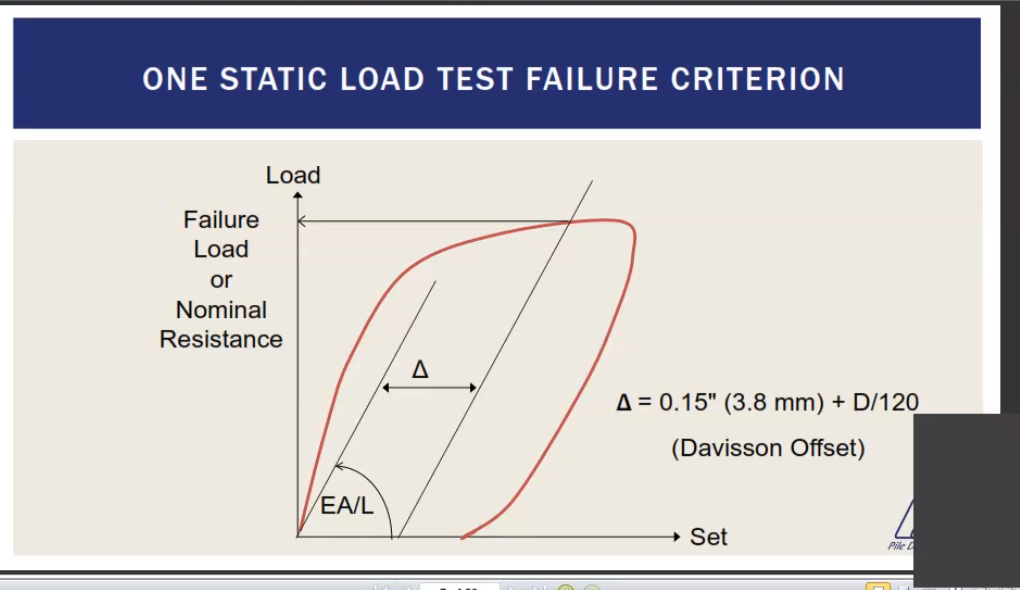 ONE STATIC LOAD TEST FAILURE CRITERION
Load
Failure
Load
or
Nominal
Resistance
Δ
Δ = 0.15" (3.8 mm) + D/120
(Davisson Offset)
EA/L
Set
Pile